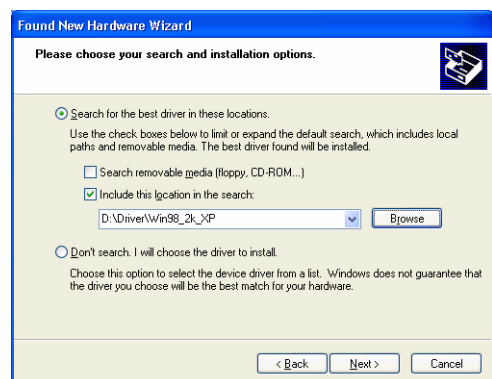 Found New Hardware Wizard
Please choose your search and installation options.
Search for the best driver in these locations.
Use the check boxes below to limit or expand the default search, which includes local
paths and removable media. The best driver found will be installed.
Search removable media (floppy, CD-ROM...)
Include this location in the search:
D:\Driver\Win98_2k_XP
Browse
Don't search. I will choose the driver to install.
Choose this option to select the device driver from a list. Windows does not guarantee that
the driver you choose will be the best match for your hardware.
< Back Next > Cancel